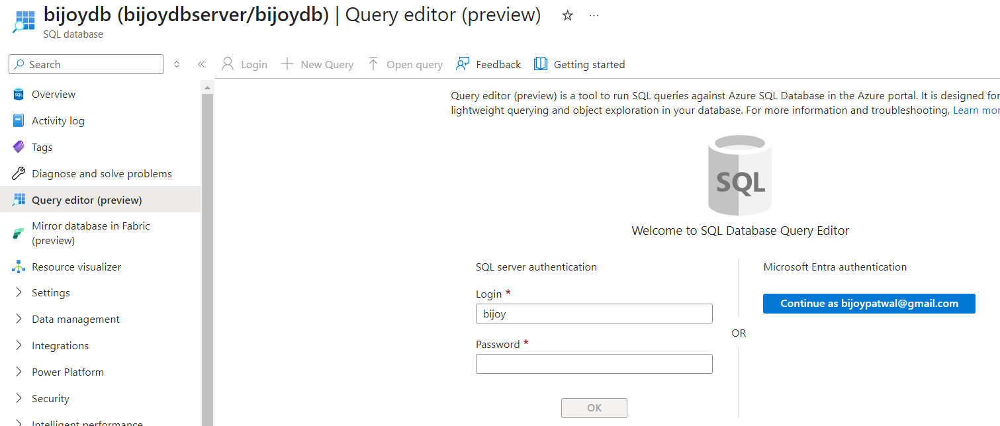 bijoydb (bijoydbserver/bijoydb) | Query editor (preview)
SQL database
Search
Login
New Query
Open query
Feedback
Getting started
Overview
Activity log
Tags
Diagnose and solve problems
Query editor (preview)
Mirror database in Fabric
(preview)
Resource visualizer
Settings
Data management
Integrations
Power Platform
Security
Intelligent performance
Query editor (preview) is a tool to run SQL queries against Azure SQL Database in the Azure portal. It is designed for
lightweight querying and object exploration in your database. For more information and troubleshooting, Learn mor
SQL
Welcome to SQL Database Query Editor
SQL server authentication
Login *
bijoy
Password *
OK
OR
Microsoft Entra authentication
Continue as bijoypatwal@gmail.com